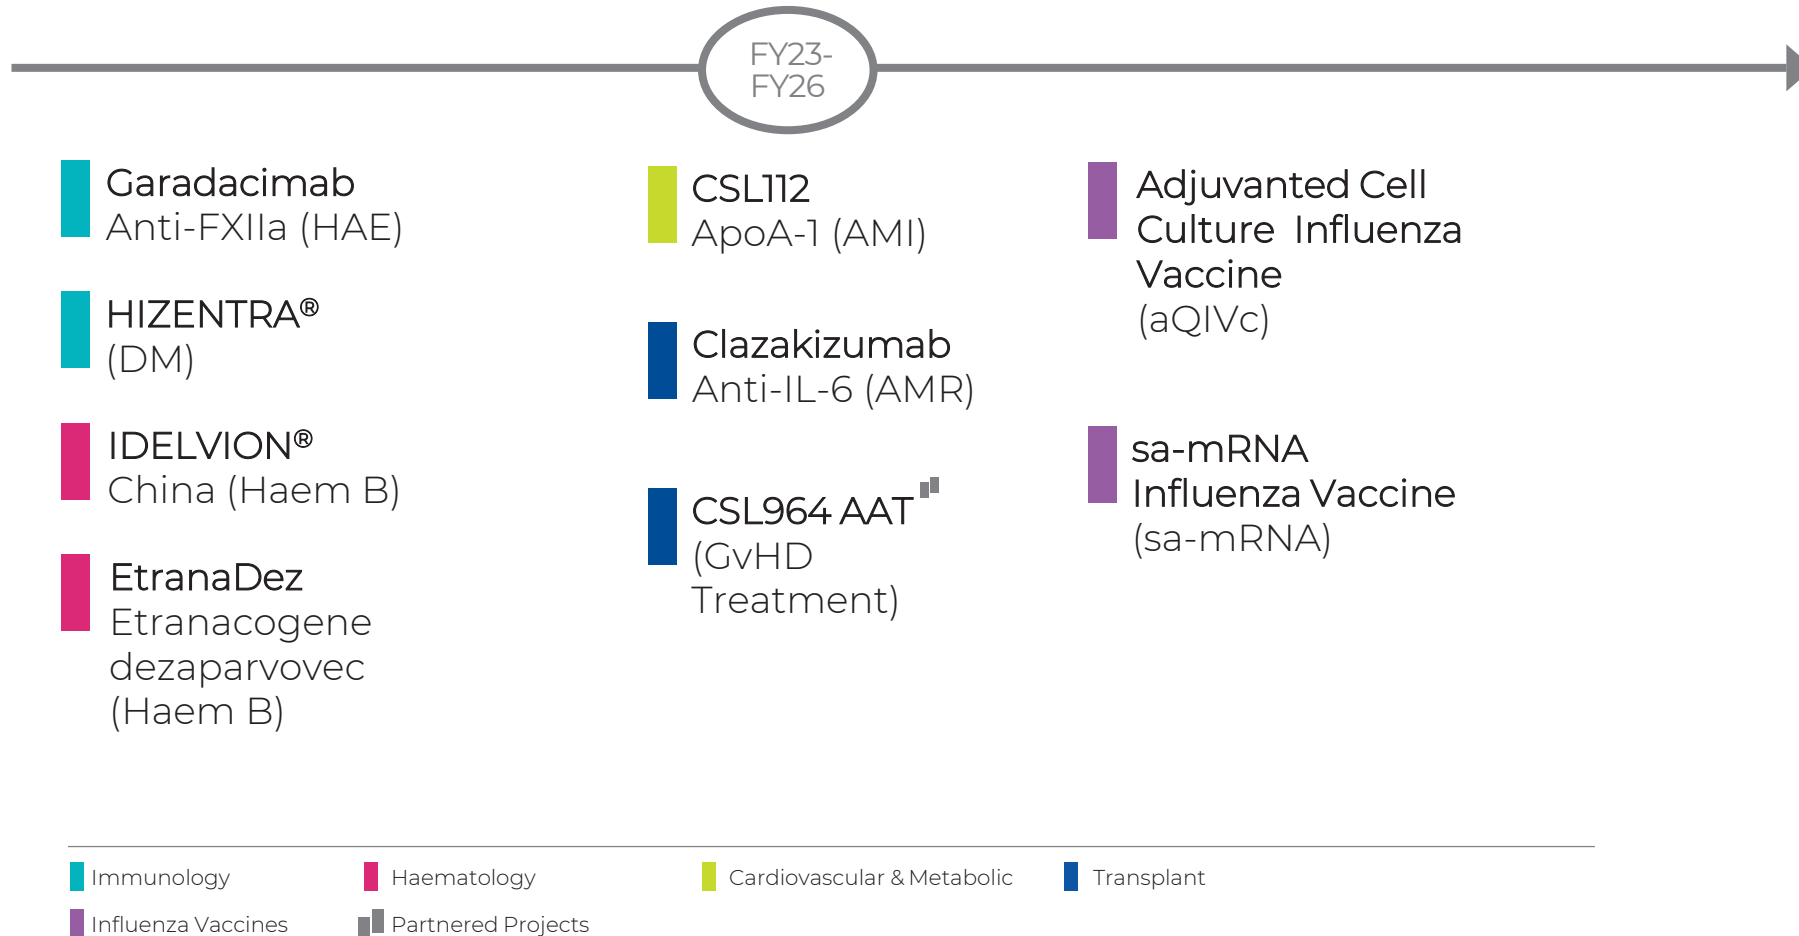 FY23-
FY26
Garadacimab
Anti-FXIIa (HAE)
HIZENTRA®
(DM)
IDELVION®
China (Haem B)
EtranaDez
Etranacogene
dezaparvovec
(Haem B)
CSL112
ApoA-1 (AMI)
Clazakizumab
Anti-IL-6 (AMR)
CSL964 AAT
(GvHD
Treatment)
Adjuvanted Cell
Culture Influenza
Vaccine
(aQIVc)
sa-mRNA
Influenza Vaccine
(sa-mRNA)
Immunology
Haematology
Cardiovascular & Metabolic
Transplant
Influenza Vaccines
Partnered Projects